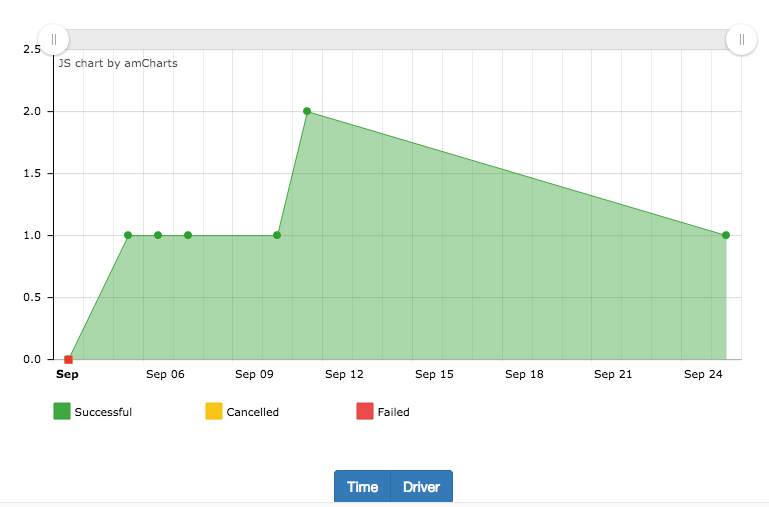 2.5
JS chart by amCharts
2.0
1.5
1.0
0.5
0.0
Sep Sep 06 Sep 09 Sep 12 Sep 15 Sep 18 Sep 21 Sep 24
Successful Cancelled Failed
Time Driver